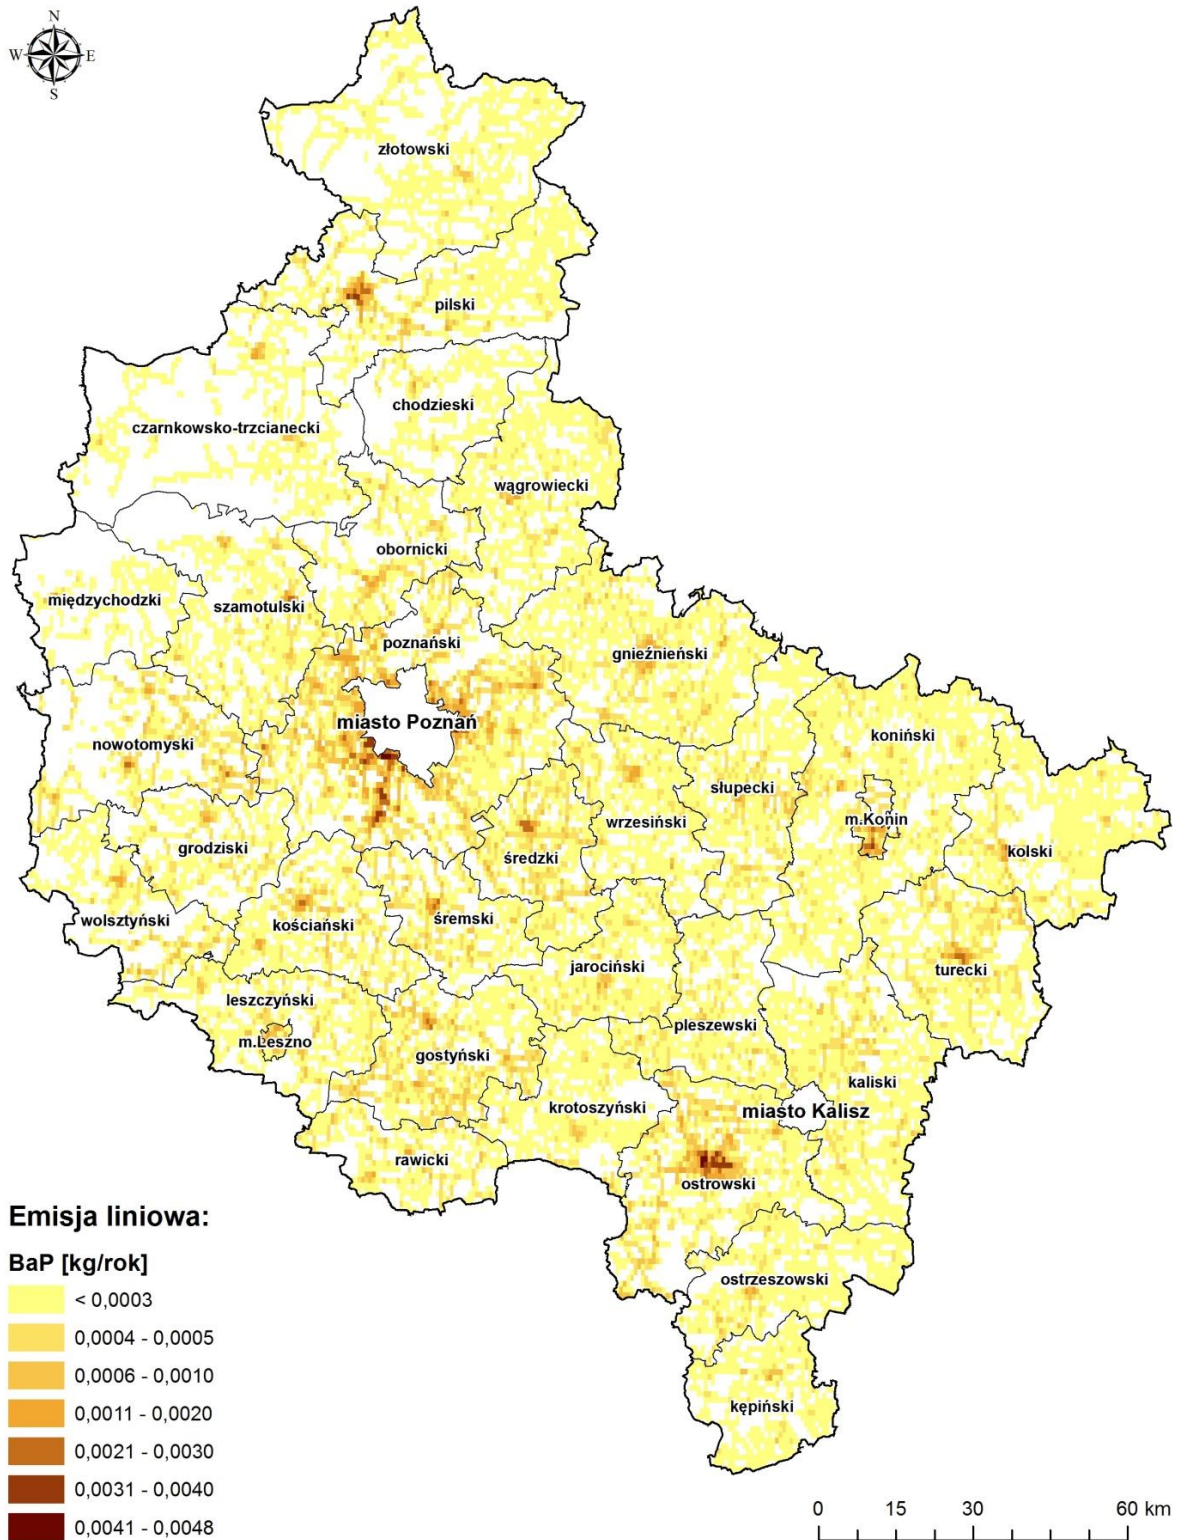 N
W E
S
złotowski
pilski
chodzieski
czarnkowsko-trzcianecki
wągrowiecki
obornicki
międzychodzki
szamotulski
poznański
gnieźnieński
miasto Poznań
koniński
nowotomyski
słupecki
m.Konin
wrzesiński
grodziski
średzki
kolski
wolsztyński
kościański
śremski
jarociński
turecki
leszczyński
pleszewski
m.Leszno
gostyński
kaliski
krotoszyński
miasto Kalisz
rawicki
ostrowski
ostrzeszowski
kępiński
Emisja liniowa:
BaP [kg/rok]
< 0,0003
0,0004 - 0,0005
0,0006 - 0,0010
0,0011 - 0,0020
0,0021 - 0,0030
0,0031 - 0,0040
0,0041 - 0,0048
0 15 30 60 km